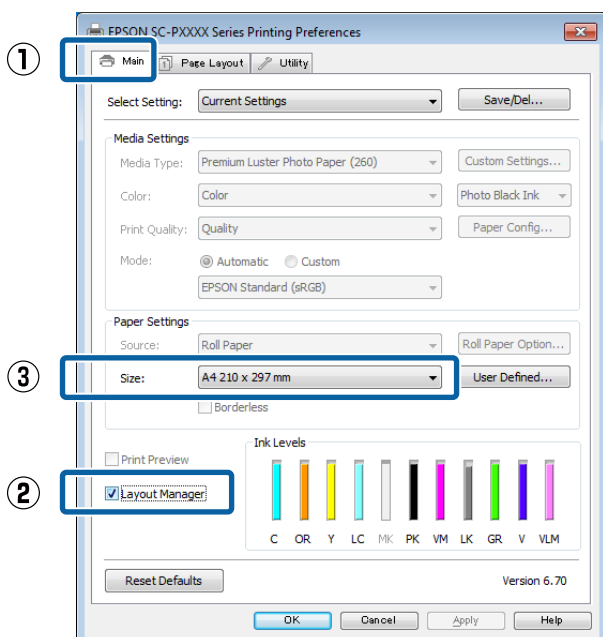 EPSON SC-PXXXX Series Printing Preferences
1
Main
Page Layout
Utility
Select Setting: Current Settings Save/Del...
Media Settings
Media Type: Premium Luster Photo Paper (260) Custom Settings...
Color: Color Photo Black Ink
Print Quality: Quality Paper Config...
Mode: Automatic Custom
EPSON Standard (sRGB)
Paper Settings
Source: Roll Paper Roll Paper Option...
3
Size: A4 210 x 297 mm User Defined...
Borderless
Print Preview
Ink Levels
2
Layout Manager
C OR Y LC MK PK VM LK GR V VLM
Reset Defaults Version 6.70
OK Cancel Apply Help